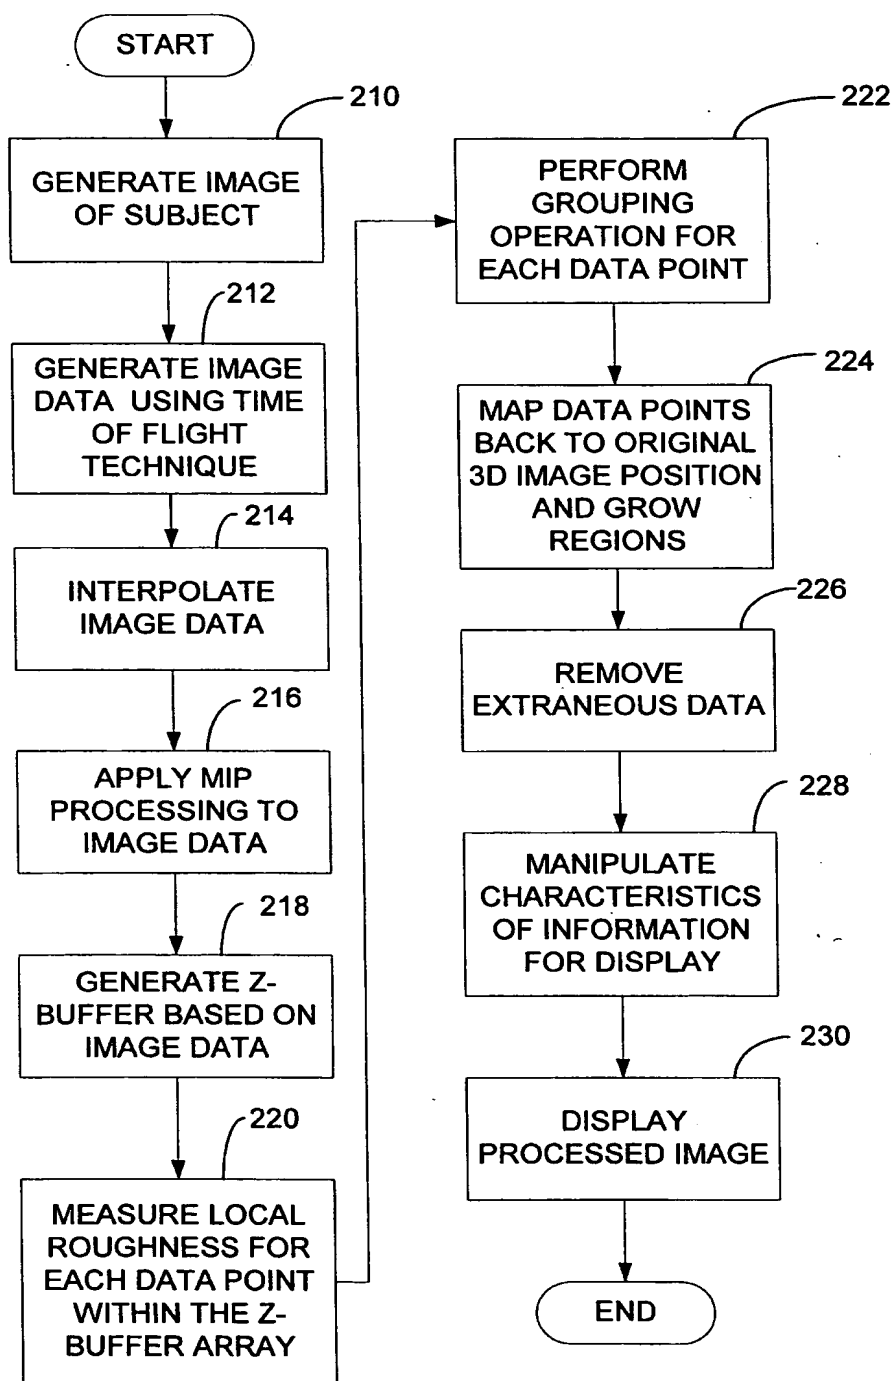 START
210
GENERATE IMAGE
OF SUBJECT
212
GENERATE IMAGE
DATA USING TIME
OF FLIGHT
TECHNIQUE
214
INTERPOLATE
IMAGE DATA
216
APPLY MIP
PROCESSING TO
IMAGE DATA
218
GENERATE Z-
BUFFER BASED ON
IMAGE DATA
220
MEASURE LOCAL
ROUGHNESS FOR
EACH DATA POINT
WITHIN THE Z-
BUFFER ARRAY
222
PERFORM
GROUPING
OPERATION FOR
EACH DATA POINT
224
MAP DATA POINTS
BACK TO ORIGINAL
3D IMAGE POSITION
AND GROW
REGIONS
226
REMOVE
EXTRANEOUS DATA
228
MANIPULATE
CHARACTERISTICS
OF INFORMATION
FOR DISPLAY
230
DISPLAY
PROCESSED IMAGE
END